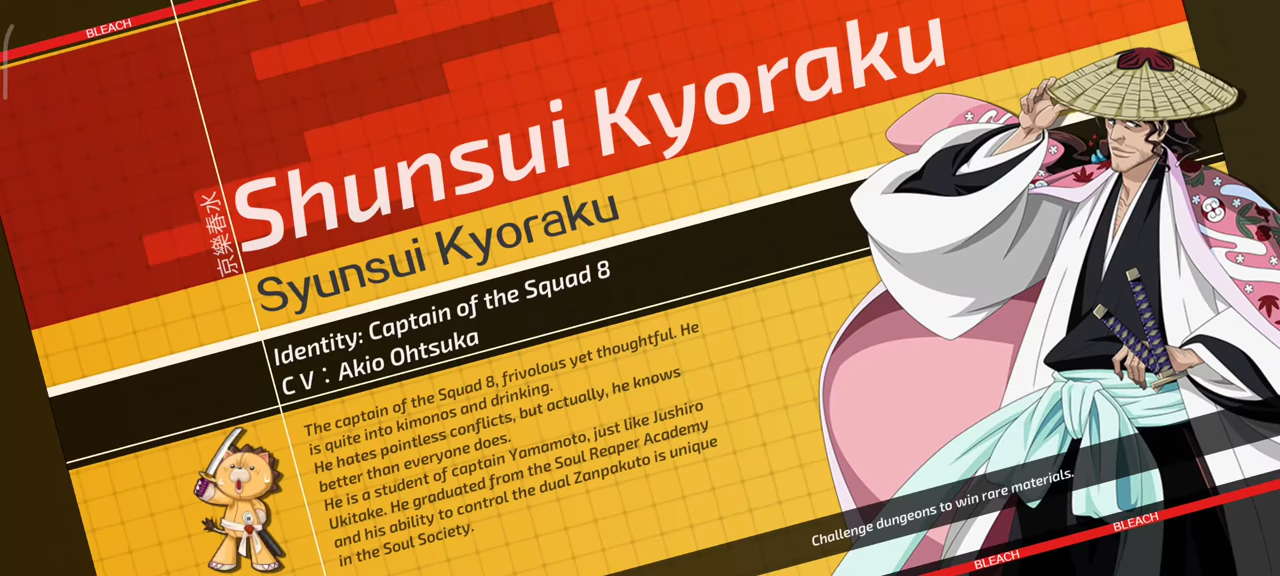 BLEACH
Shunsui Kyoraku
京樂春水
Syunsui Kyoraku
Identity: Captain of the Squad 8
CV：Akio Ohtsuka
The captain of the Squad 8, frivolous yet thoughtful. He
is quite into kimonos and drinking.
He hates pointless conflicts, but actually, he knows
better than everyone does.
He is a student of captain Yamamoto, just like Jushiro
Ukitake. He graduated from the Soul Reaper Academy
and his ability to control the dual Zanpakuto is unique
in the Soul Society.
Challenge dungeons to win rare materials.
BLEACH
BLEACH